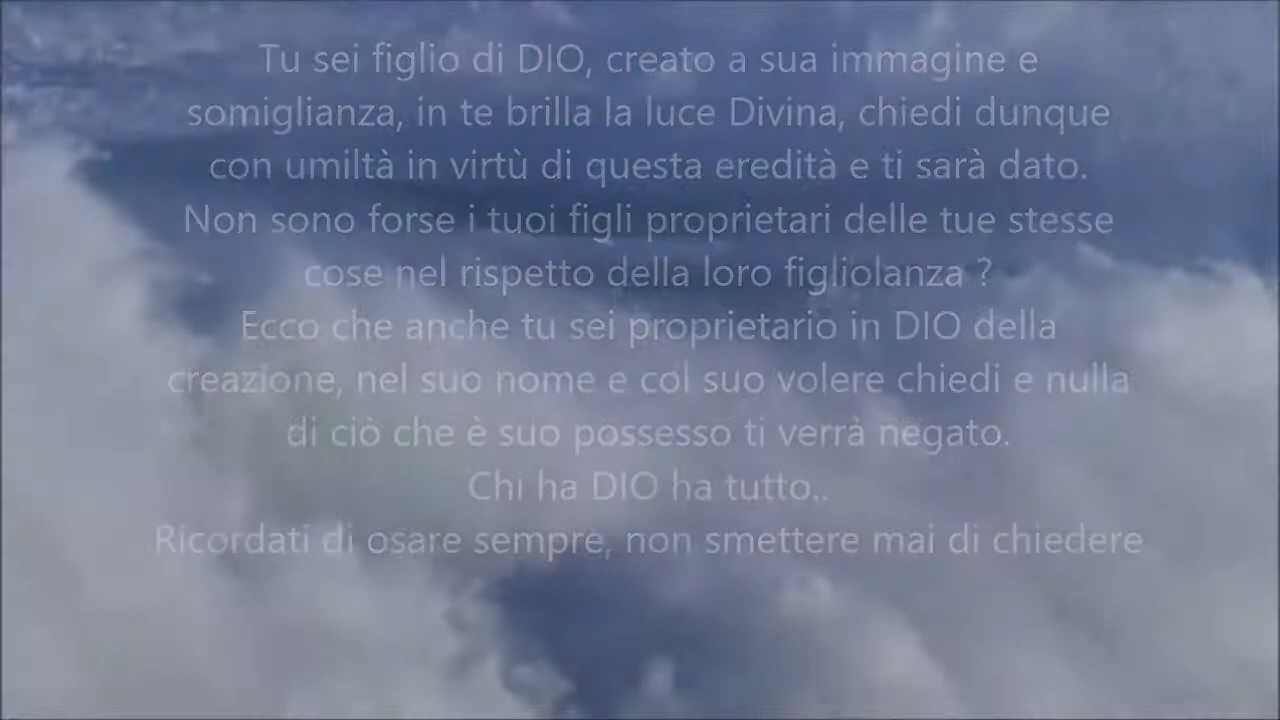 Tu sei figlio di DIO, creato a sua immagine e
somiglianza, in te brilla la luce Divina, chiedi dunque
con umiltà in virtù di questa eredità e ti sarà dato.
Non sono forse i tuoi figli proprietari delle tue stesse
cose nel rispetto della loro figliolanza ?
Ecco che anche tu sei proprietario in DIO della
creazione, nel suo nome e col suo volere chiedi e nulla
di ciò che è suo possesso ti verrà negato.
Chi ha DIO ha tutto..
Ricordati di osare sempre, non smettere mai di chiedere